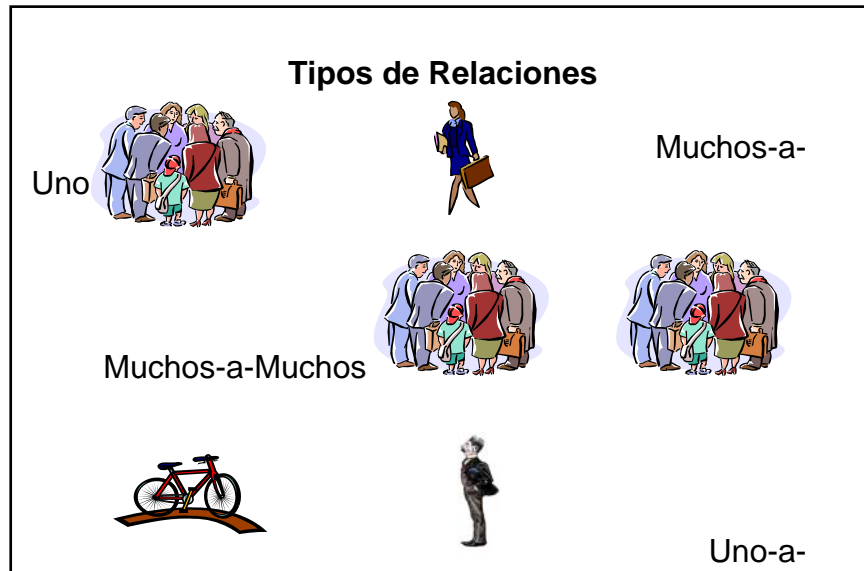 Tipos de Relaciones
Muchos-a-
Uno
Muchos-a-Muchos
Uno-a-